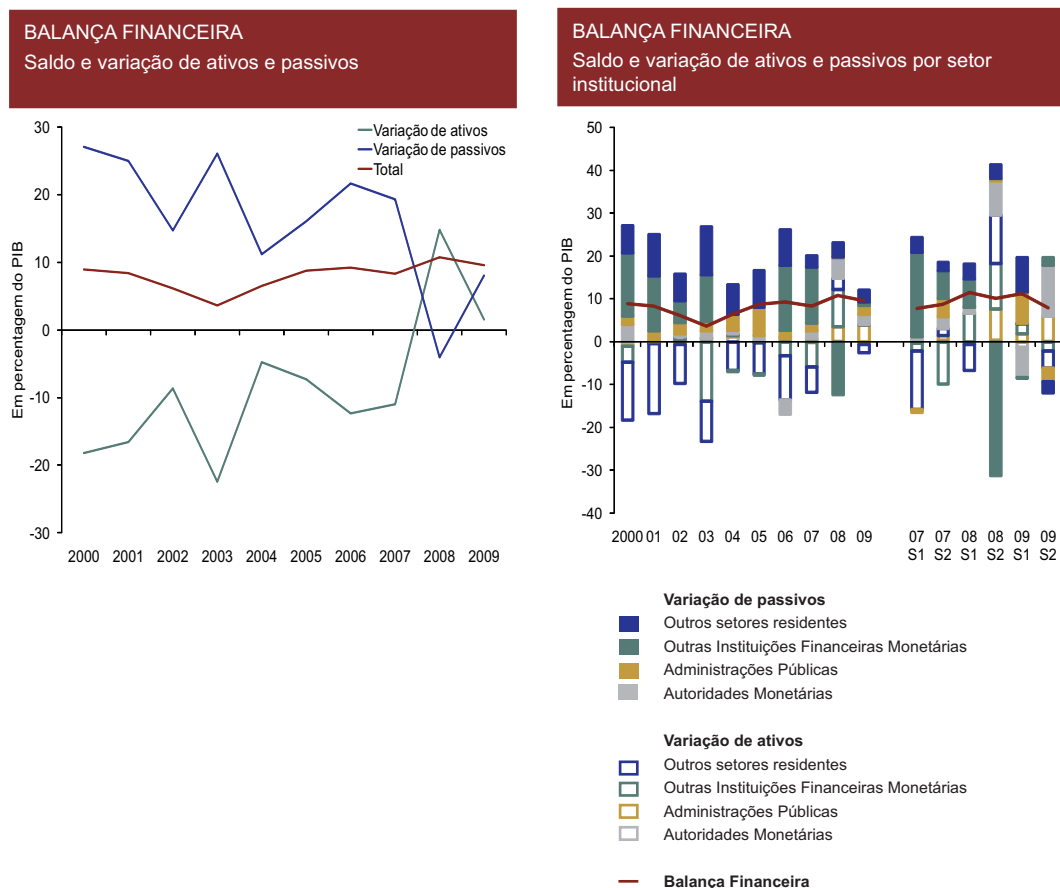 BALANÇA FINANCEIRA
Saldo e variação de ativos e passivos
Em percentagem do PIB
30
20
10
0
-10
-20
-30
Variação de ativos
Variação de passivos
Total
2000 2001 2002 2003 2004 2005 2006 2007 2008 2009
BALANÇA FINANCEIRA
Saldo e variação de ativos e passivos por setor
institucional
Em percentagem do PIB
50
40
30
20
10
0
-10
-20
-30
-40
2000 01 02 03 04 05 06 07 08 09 07 07 08 08 09 09
S1 S2 S1 S2 S1 S2
Variação de passivos
Outros setores residentes
Outras Instituições Financeiras Monetárias
Administrações Públicas
Autoridades Monetárias
Variação de ativos
Outros setores residentes
Outras Instituições Financeiras Monetárias
Administrações Públicas
Autoridades Monetárias
Balança Financeira